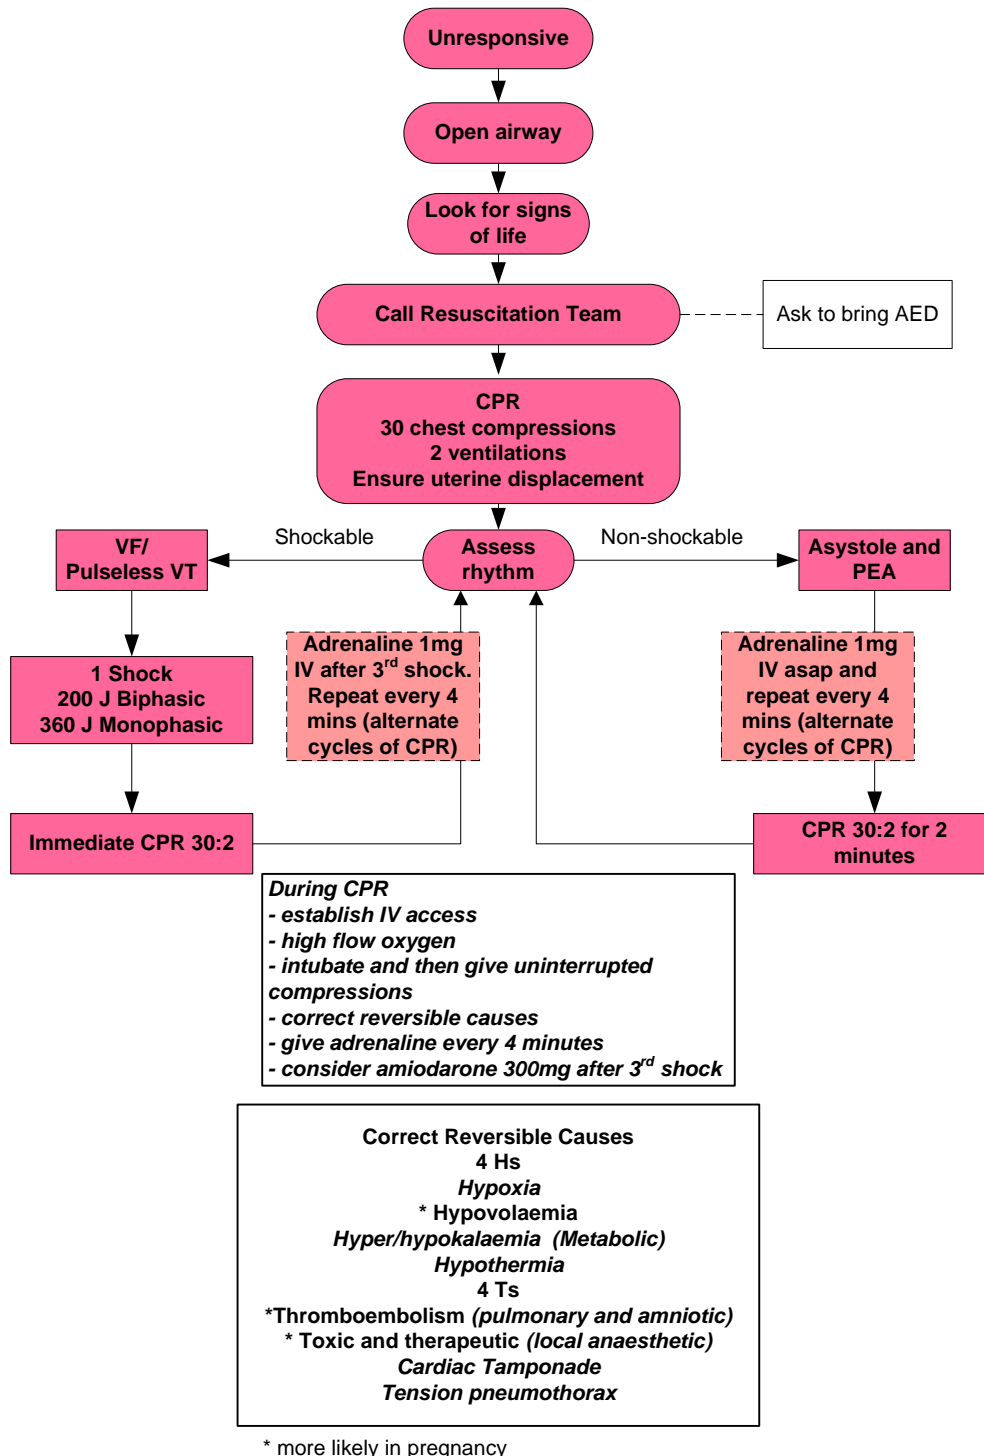 Unresponsive
Open airway
Look for signs
of life
Call Resuscitation Team
Ask to bring AED
CPR
30 chest compressions
2 ventilations
Ensure uterine displacement
VF/
Pulseless VT
Shockable
Assess
rhythm
Non-shockable
Asystole and
PEA
1 Shock
200 J Biphasic
360 J Monophasic
Adrenaline 1mg
IV after 3rd shock.
Repeat every 4
mins (alternate
cycles of CPR)
Adrenaline 1mg
IV asap and
repeat every 4
mins (alternate
cycles of CPR)
Immediate CPR 30:2
CPR 30:2 for 2
minutes
During CPR
- establish IV access
- high flow oxygen
- intubate and then give uninterrupted
compressions
- correct reversible causes
- give adrenaline every 4 minutes
- consider amiodarone 300mg after 3rd shock
Correct Reversible Causes
4 Hs
Hypoxia
* Hypovolaemia
Hyper/hypokalaemia (Metabolic)
Hypothermia
4 Ts
*Thromboembolism (pulmonary and amniotic)
* Toxic and therapeutic (local anaesthetic)
Cardiac Tamponade
Tension pneumothorax
* more likely in pregnancy